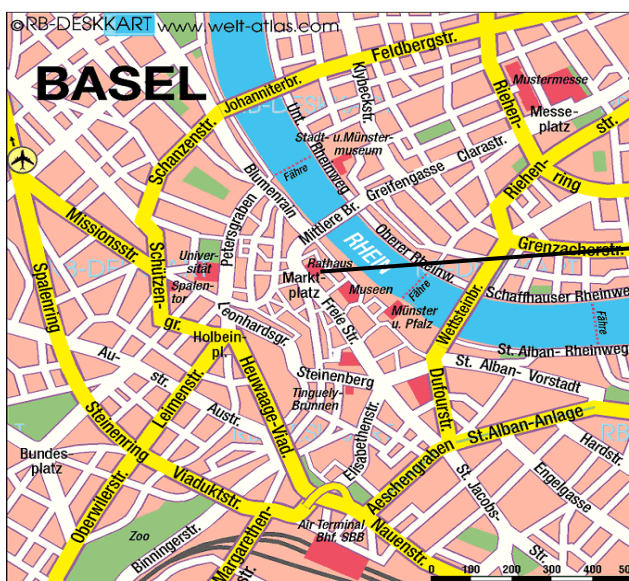 ©RB-DESKKART www.welt-atlas.com
BASEL
Feldbergstr.
Johanniterbr.
Klybeckstr.
Mustermesse
Riehen-
Messe-
platz
Schanzenstr.
Unt.
Rheinweg
Stadt- u.Münster-
museum
Clarastr.
Riehen-
str.
ring
Blumenrain
Fähre
Greifengasse
Petersgraben
Mittlere Br.
Missionsstr.
Schützen-
gr.
Univer-
sität
Spalen-
tor
RHEIN
Oberer Rheinw.
Grenzacherstr.
Rathaus
Markt-
platz
Museen
Fähre
Münster
u. Pfalz
Wettsteinbr.
Schaffhauser Rheinweg
Fähre
Spalenring
Leonhardsgr.
Freie Str.
Holbein-
pl.
St. Alban- Rheinweg
Au-
str.
Austr.
Leimenstr.
Heuwaage-Viad.
Steinenberg
Tinguely-
Brunnen
St. Alban- Vorstadt
Dufourstr.
Steinenring
Elisabethenstr.
St.Alban-Anlage
Hardstr.
Bundes-
platz
Viaduktstr.
Aeschengraben
St. Jacobs-
Str.
Engelgasse
Oberwilerstr.
Zoo
Binningerstr.
Margarethen-
str.
Air Terminal
Bhf. SBB
Nauenstr.
0 100 200 300 400 500
RB-DESKKART